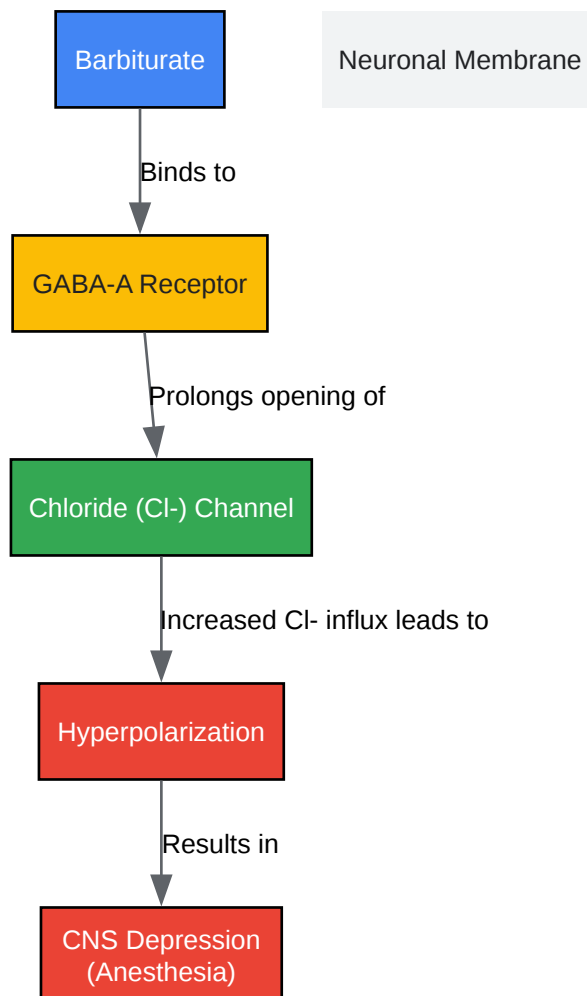 Barbiturate
Neuronal Membrane
Binds to
GABA-A Receptor
Prolongs opening of
Chloride (Cl-) Channel
Increased Cl- influx leads to
Hyperpolarization
Results in
CNS Depression
(Anesthesia)